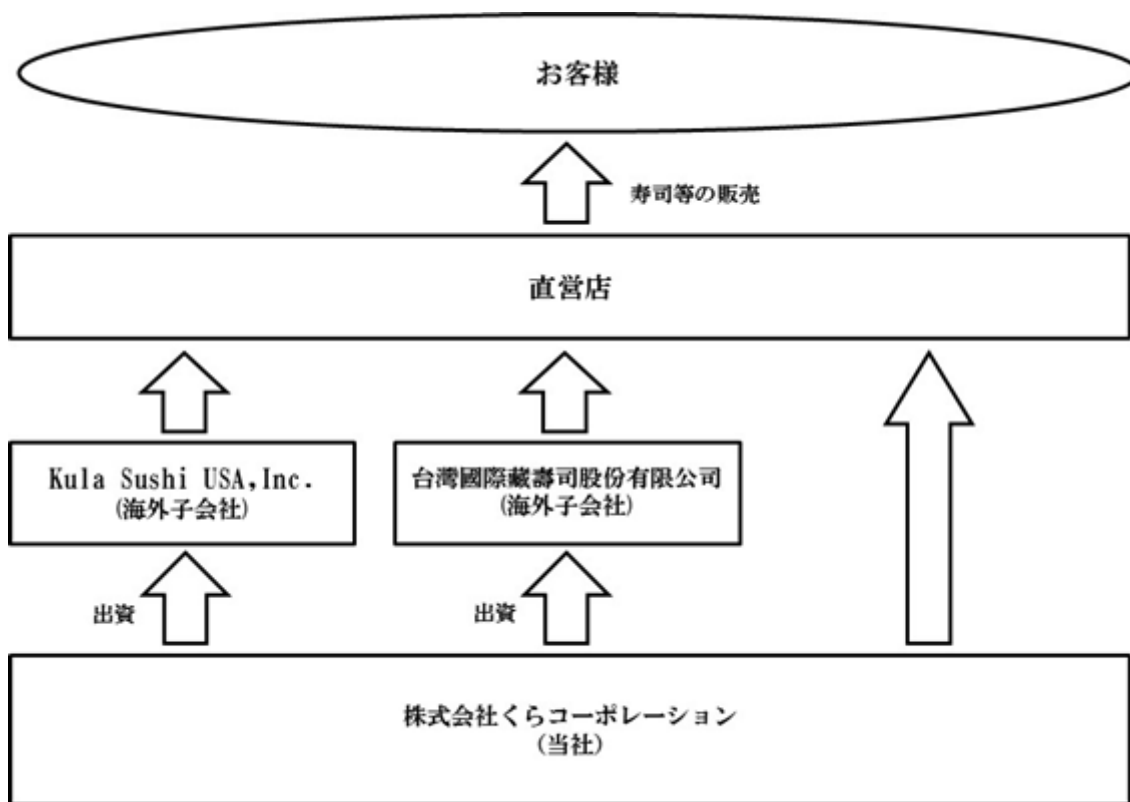 お客様
寿司等の販売
直営店
Kula Sushi USA,Inc.
(海外子会社)
台湾國際藏壽司股份有限公司
(海外子会社)
出資
出資
株式会社くらコーポレーション
(当社)